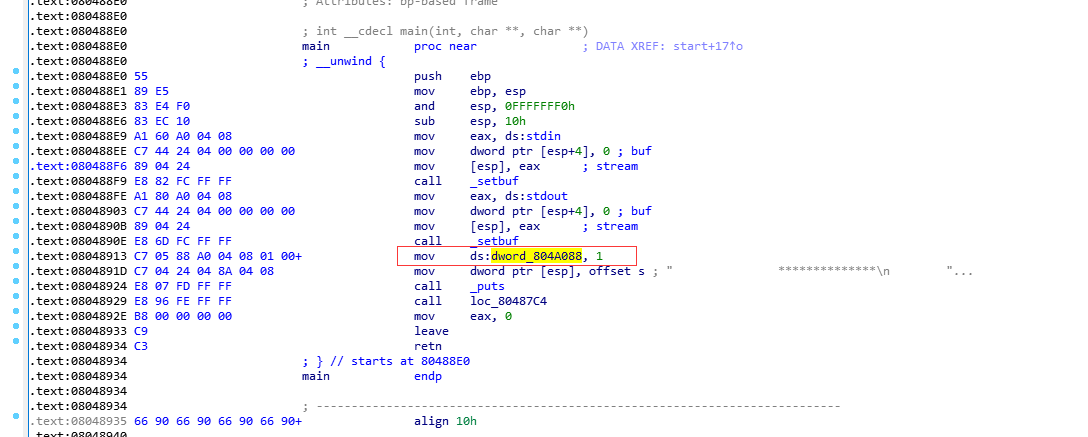 .text:080488E0 ; Attributes: bp-based frame
.text:080488E0
.text:080488E0 ; int __cdecl main(int, char **, char **)
.text:080488E0 main proc near ; DATA XREF: start+17↑o
.text:080488E0 ; __unwind {
.text:080488E0 55 push ebp
.text:080488E1 89 E5 mov ebp, esp
.text:080488E3 83 E4 F0 and esp, 0FFFFFFF0h
.text:080488E6 83 EC 10 sub esp, 10h
.text:080488E9 A1 60 A0 04 08 mov eax, ds:stdin
.text:080488EE C7 44 24 04 00 00 00 00 mov dword ptr [esp+4], 0 ; buf
.text:080488F6 89 04 24 mov [esp], eax ; stream
.text:080488F9 E8 82 FC FF FF call _setbuf
.text:080488FE A1 80 A0 04 08 mov eax, ds:stdout
.text:08048903 C7 44 24 04 00 00 00 00 mov dword ptr [esp+4], 0 ; buf
.text:0804890B 89 04 24 mov [esp], eax ; stream
.text:0804890E E8 6D FC FF FF call _setbuf
.text:08048913 C7 05 88 A0 04 08 01 00+ mov ds:dword_804A088, 1
.text:0804891D C7 04 24 04 8A 04 08 mov dword ptr [esp], offset s ; " **************\n "...
.text:08048924 E8 07 FD FF FF call _puts
.text:08048929 E8 96 FE FF FF call loc_80487C4
.text:0804892E B8 00 00 00 00 mov eax, 0
.text:08048933 C9 leave
.text:08048934 C3 retn
.text:08048934 ; } // starts at 80488E0
.text:08048934 main endp
.text:08048934
.text:08048934 ; ---------------------------------------------------------------------------
.text:08048935 66 90 66 90 66 90 66 90+ align 10h
.text:08048940